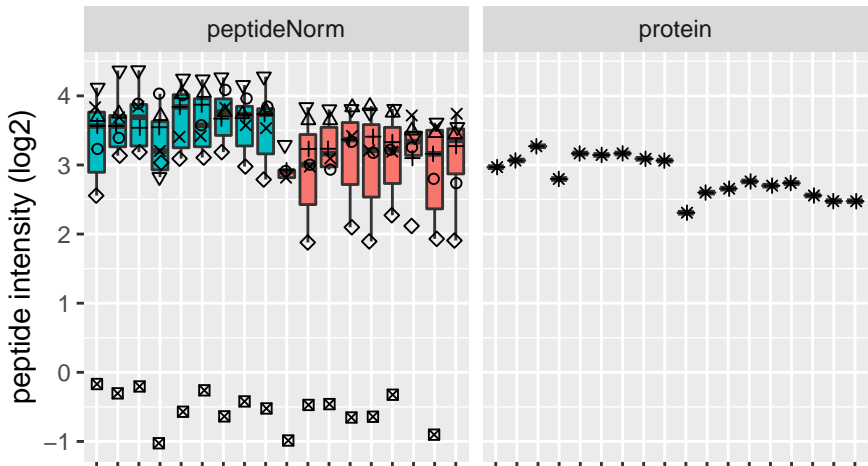 peptideNorm
protein
peptide intensity (log2)
4
3
2
1
0
−1